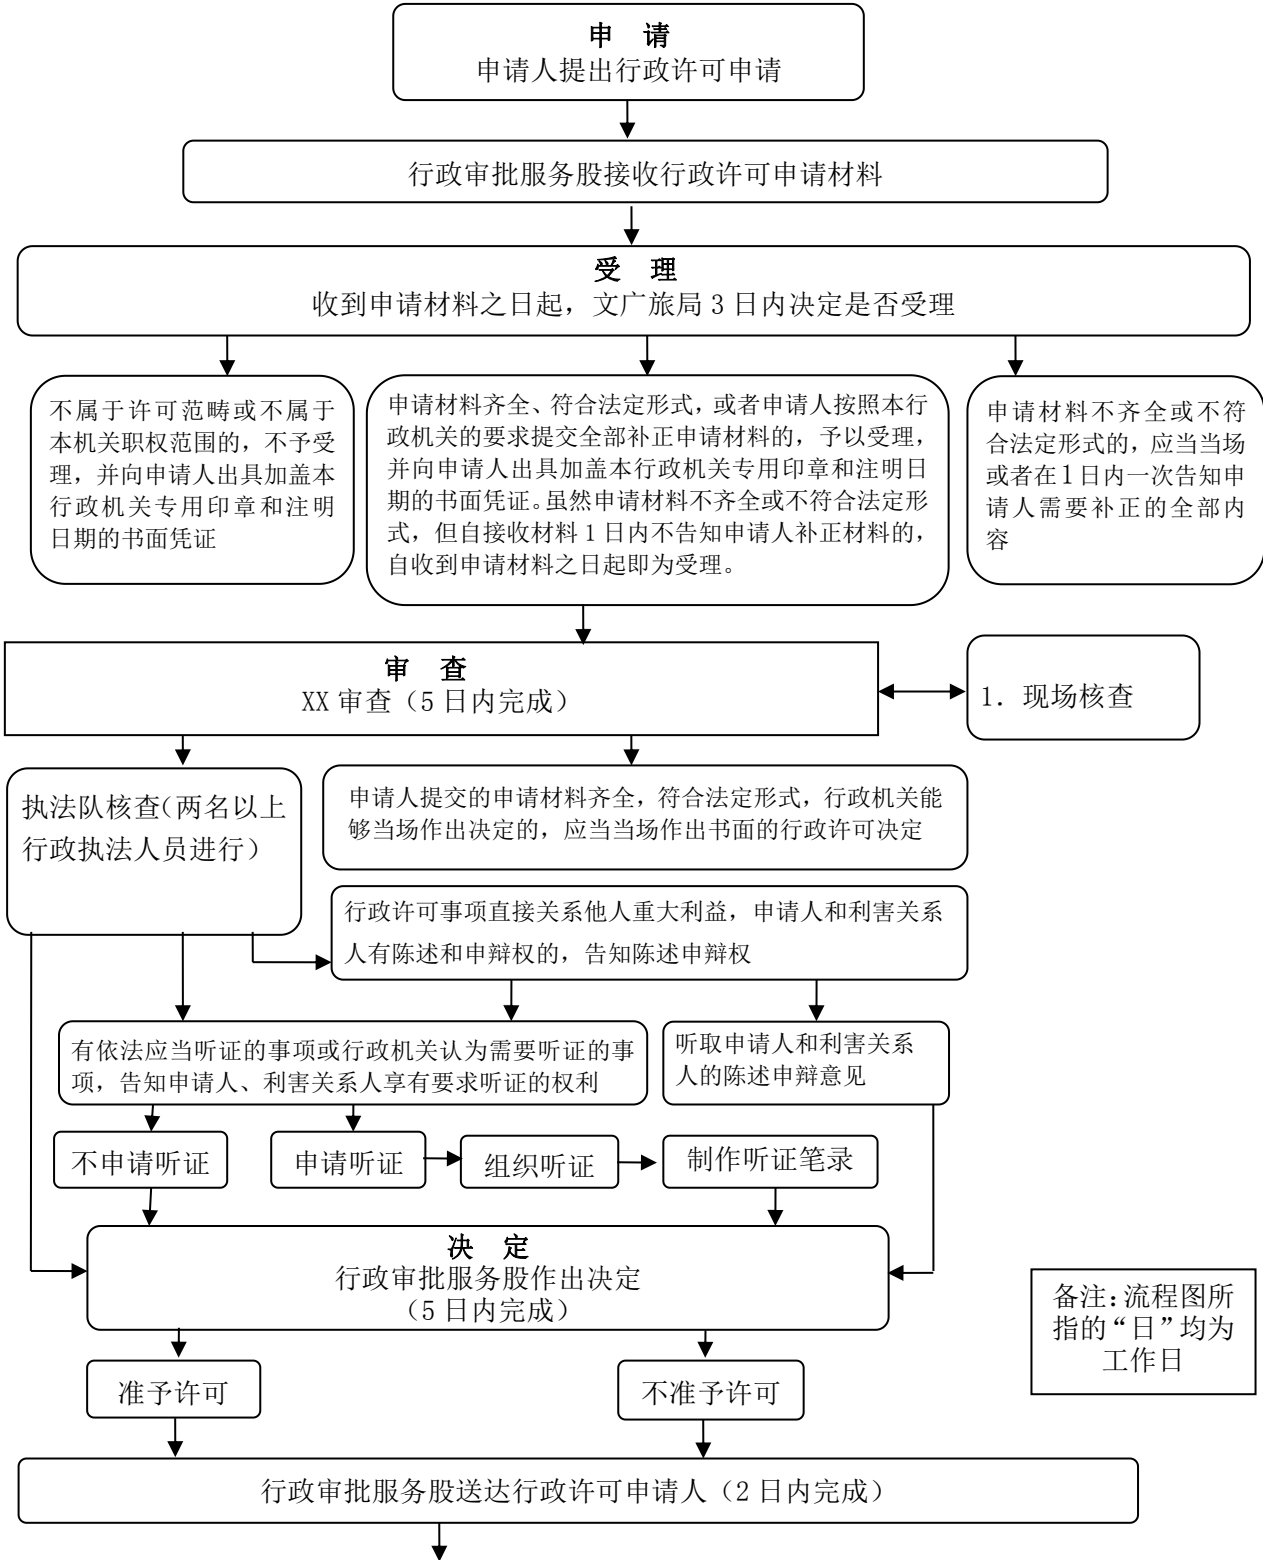 申　请
申请人提出行政许可申请
行政审批服务股接收行政许可申请材料
受　理
收到申请材料之日起，文广旅局 3 日内决定是否受理
不属于许可范畴或不属于
本机关职权范围的，不予受
理，并向申请人出具加盖本
行政机关专用印章和注明
日期的书面凭证
申请材料齐全、符合法定形式，或者申请人按照本行
政机关的要求提交全部补正申请材料的，予以受理，
并向申请人出具加盖本行政机关专用印章和注明日
期的书面凭证。虽然申请材料不齐全或不符合法定形
式，但自接收材料 1 日内不告知申请人补正材料的，
自收到申请材料之日起即为受理。
申请材料不齐全或不符
合法定形式的，应当当场
或者在 1 日内一次告知申
请人需要补正的全部内
容
审　查
XX 审查（5 日内完成）
1. 现场核查
执法队核查（两名以上
行政执法人员进行）
申请人提交的申请材料齐全，符合法定形式，行政机关能
够当场作出决定的，应当当场作出书面的行政许可决定
行政许可事项直接关系他人重大利益，申请人和利害关系
人有陈述和申辩权的，告知陈述申辩权
有依法应当听证的事项或行政机关认为需要听证的事
项，告知申请人、利害关系人享有要求听证的权利
听取申请人和利害关系
人的陈述申辩意见
不申请听证
申请听证
组织听证
制作听证笔录
决　定
行政审批服务股作出决定
（5 日内完成）
备注：流程图所
指的“日”均为
工作日
准予许可
不准予许可
行政审批服务股送达行政许可申请人（2 日内完成）